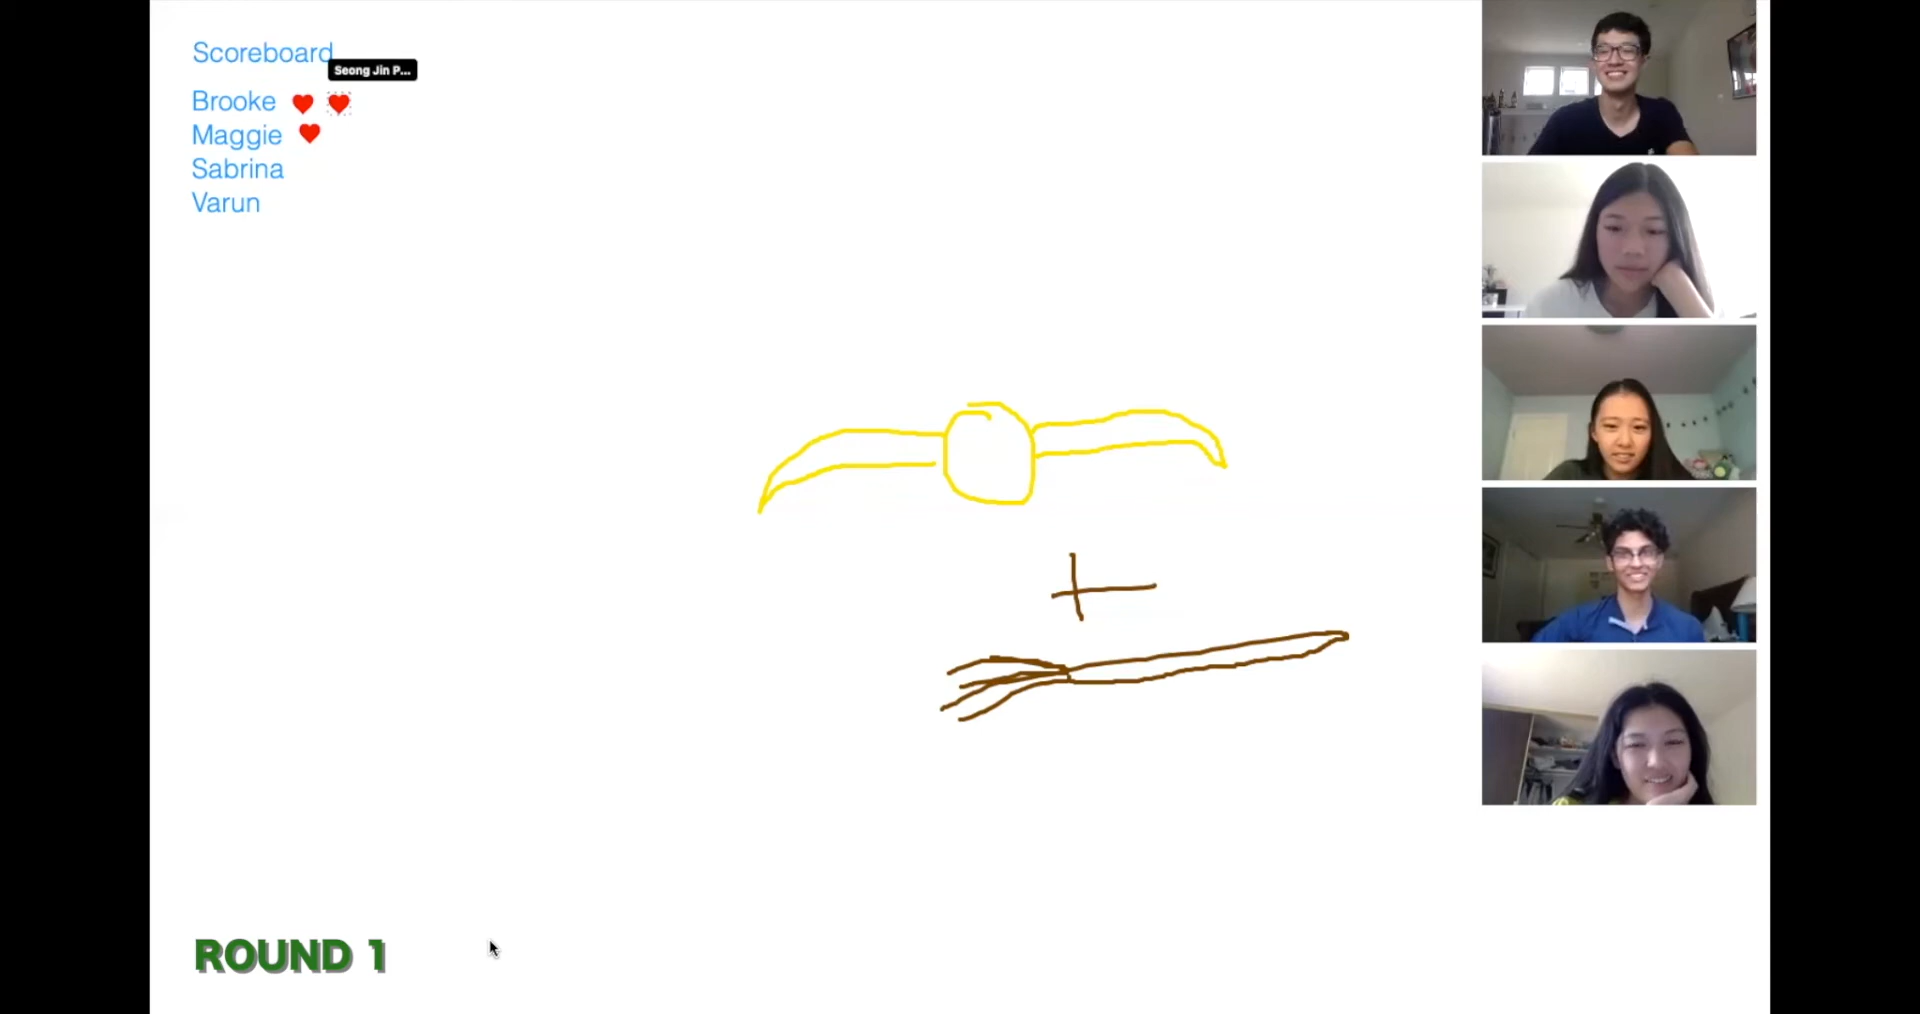 Scoreboard
Seong Jin P...
Brooke ❤️ ❤️
Maggie ❤️
Sabrina
Varun
ROUND 1